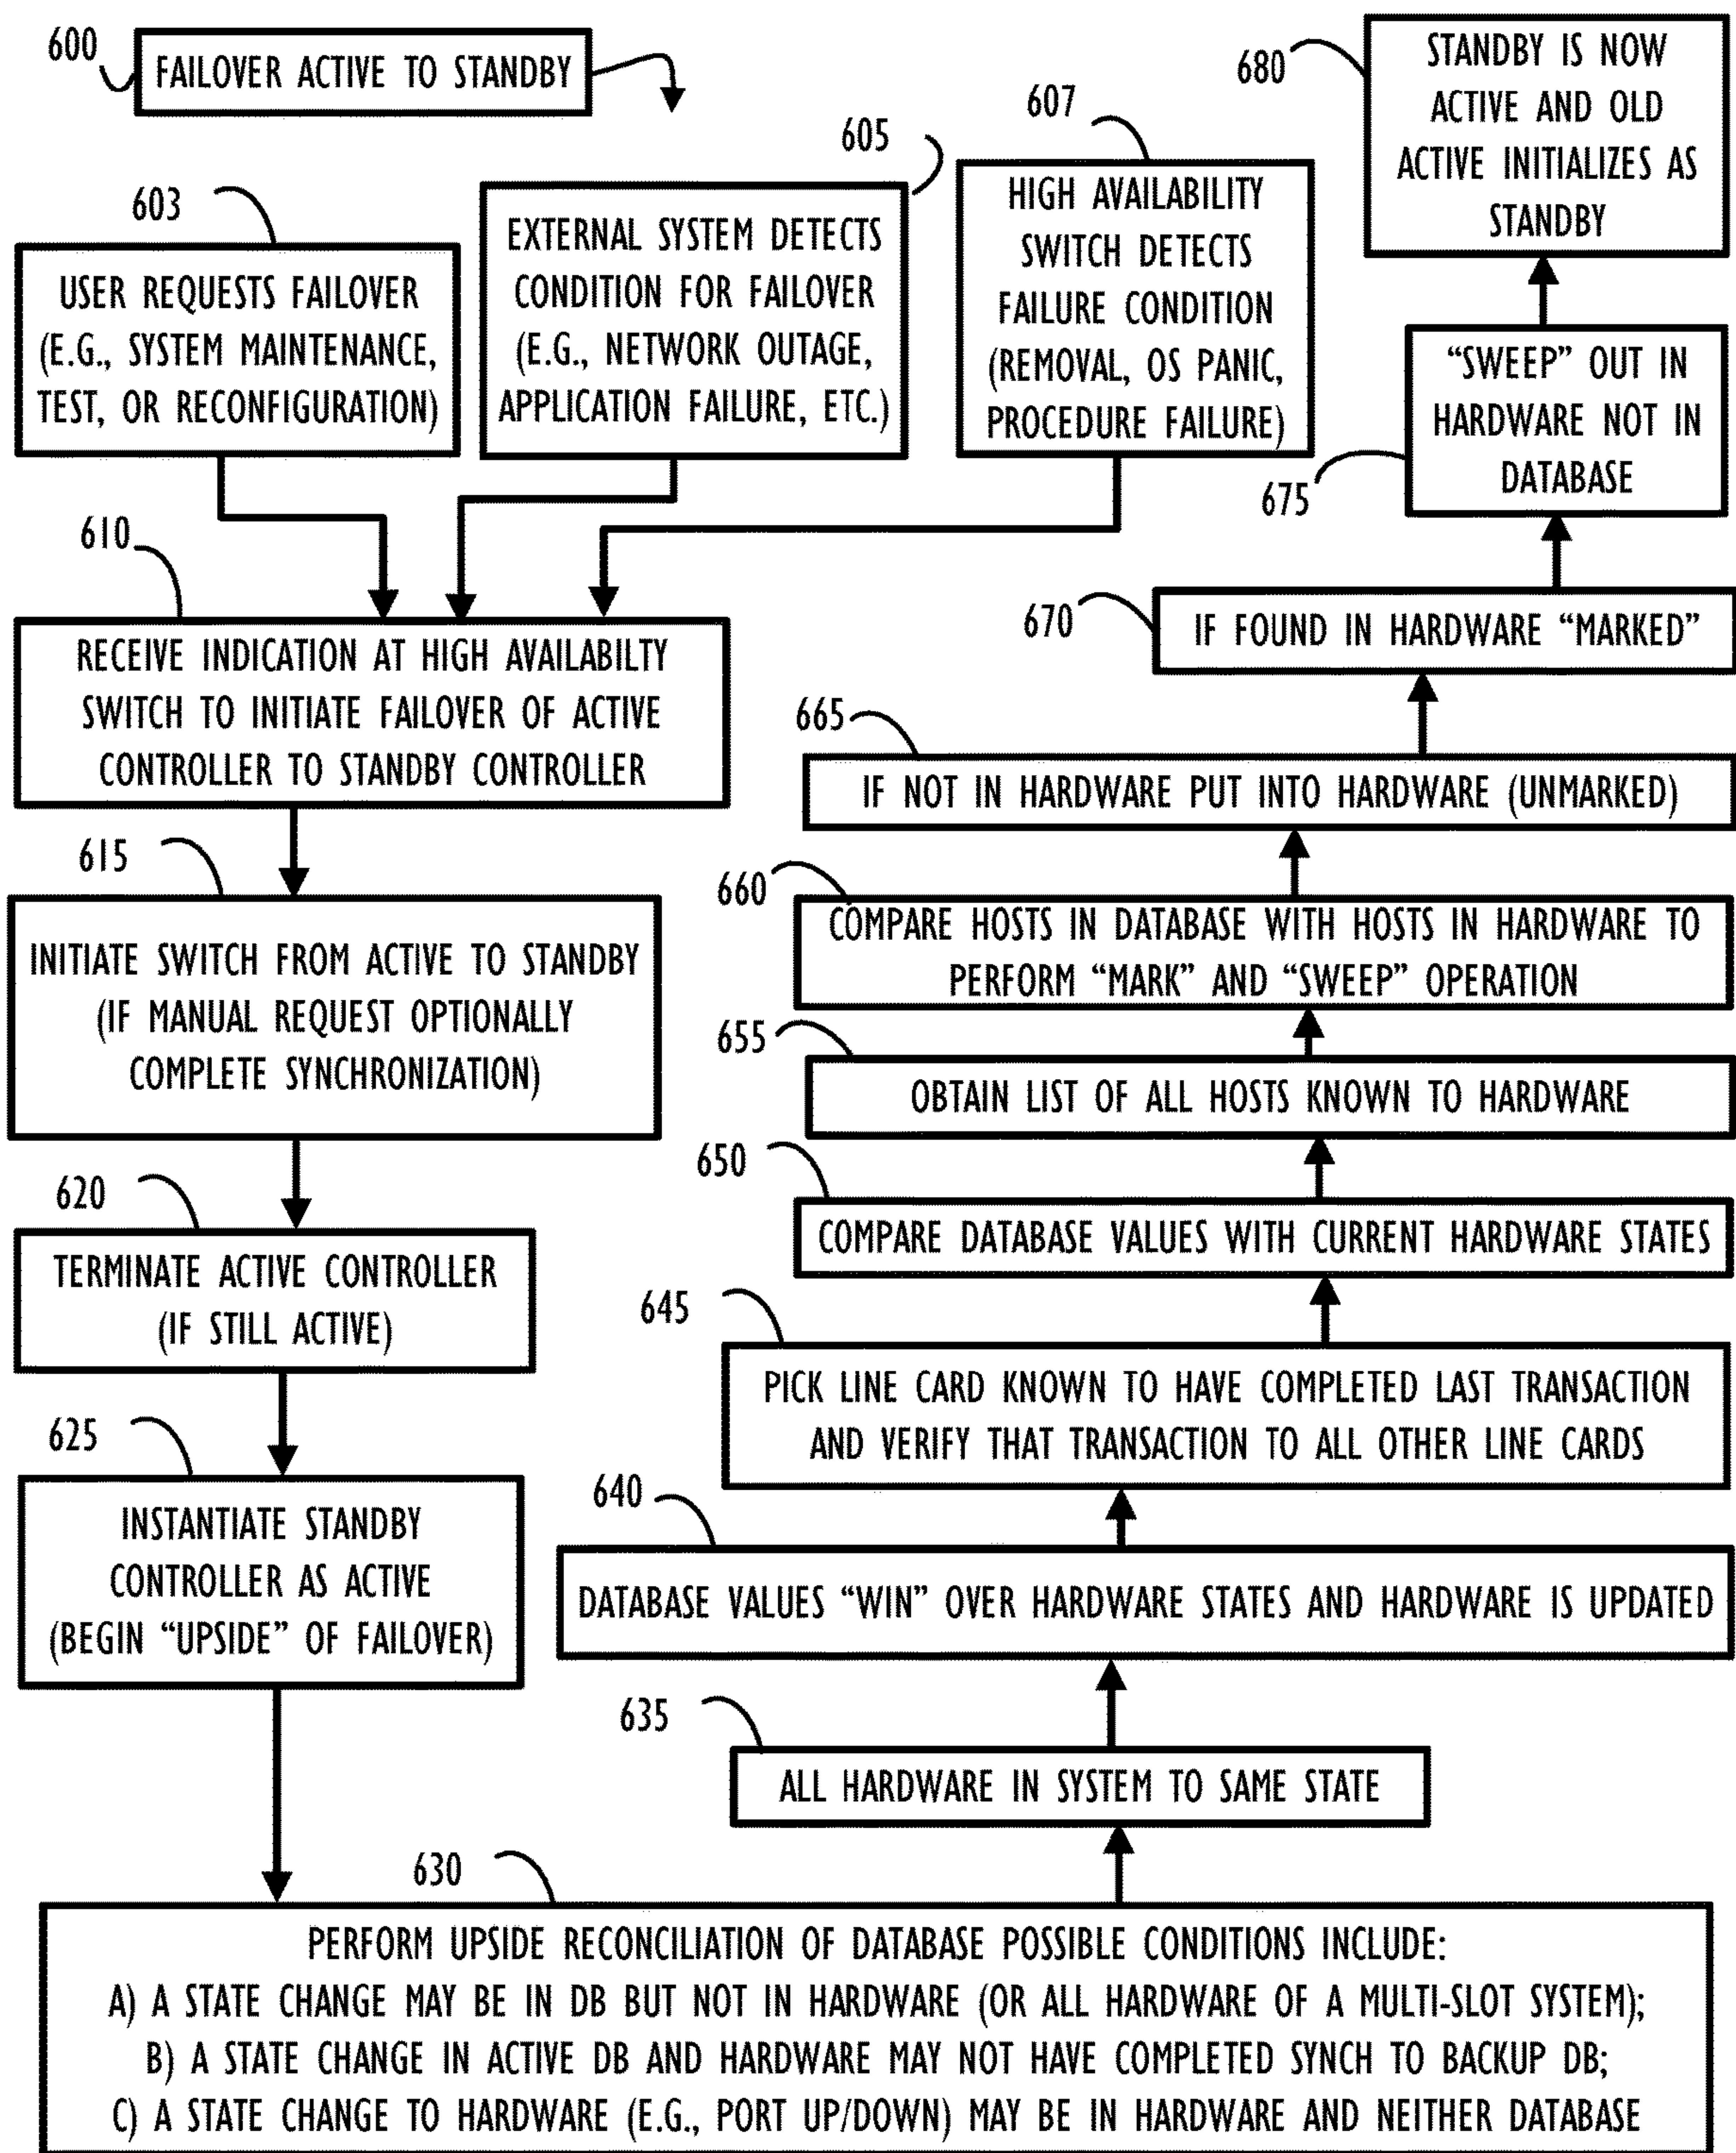 600
FAILOVER ACTIVE TO STANDBY
603
USER REQUESTS FAILOVER
(E.G., SYSTEM MAINTENANCE,
TEST, OR RECONFIGURATION)
605
EXTERNAL SYSTEM DETECTS
CONDITION FOR FAILOVER
(E.G., NETWORK OUTAGE,
APPLICATION FAILURE, ETC.)
607
HIGH AVAILABILITY
SWITCH DETECTS
FAILURE CONDITION
(REMOVAL, OS PANIC,
PROCEDURE FAILURE)
610
RECEIVE INDICATION AT HIGH AVAILABILTY
SWITCH TO INITIATE FAILOVER OF ACTIVE
CONTROLLER TO STANDBY CONTROLLER
615
INITIATE SWITCH FROM ACTIVE TO STANDBY
(IF MANUAL REQUEST OPTIONALLY
COMPLETE SYNCHRONIZATION)
620
TERMINATE ACTIVE CONTROLLER
(IF STILL ACTIVE)
625
INSTANTIATE STANDBY
CONTROLLER AS ACTIVE
(BEGIN “UPSIDE” OF FAILOVER)
630
PERFORM UPSIDE RECONCILIATION OF DATABASE POSSIBLE CONDITIONS INCLUDE:
A) A STATE CHANGE MAY BE IN DB BUT NOT IN HARDWARE (OR ALL HARDWARE OF A MULTI-SLOT SYSTEM);
B) A STATE CHANGE IN ACTIVE DB AND HARDWARE MAY NOT HAVE COMPLETED SYNCH TO BACKUP DB;
C) A STATE CHANGE TO HARDWARE (E.G., PORT UP/DOWN) MAY BE IN HARDWARE AND NEITHER DATABASE
635
ALL HARDWARE IN SYSTEM TO SAME STATE
640
DATABASE VALUES “WIN” OVER HARDWARE STATES AND HARDWARE IS UPDATED
645
PICK LINE CARD KNOWN TO HAVE COMPLETED LAST TRANSACTION
AND VERIFY THAT TRANSACTION TO ALL OTHER LINE CARDS
650
COMPARE DATABASE VALUES WITH CURRENT HARDWARE STATES
655
OBTAIN LIST OF ALL HOSTS KNOWN TO HARDWARE
660
COMPARE HOSTS IN DATABASE WITH HOSTS IN HARDWARE TO
PERFORM “MARK” AND “SWEEP” OPERATION
665
IF NOT IN HARDWARE PUT INTO HARDWARE (UNMARKED)
670
IF FOUND IN HARDWARE “MARKED”
675
“SWEEP” OUT IN
HARDWARE NOT IN
DATABASE
680
STANDBY IS NOW
ACTIVE AND OLD
ACTIVE INITIALIZES AS
STANDBY